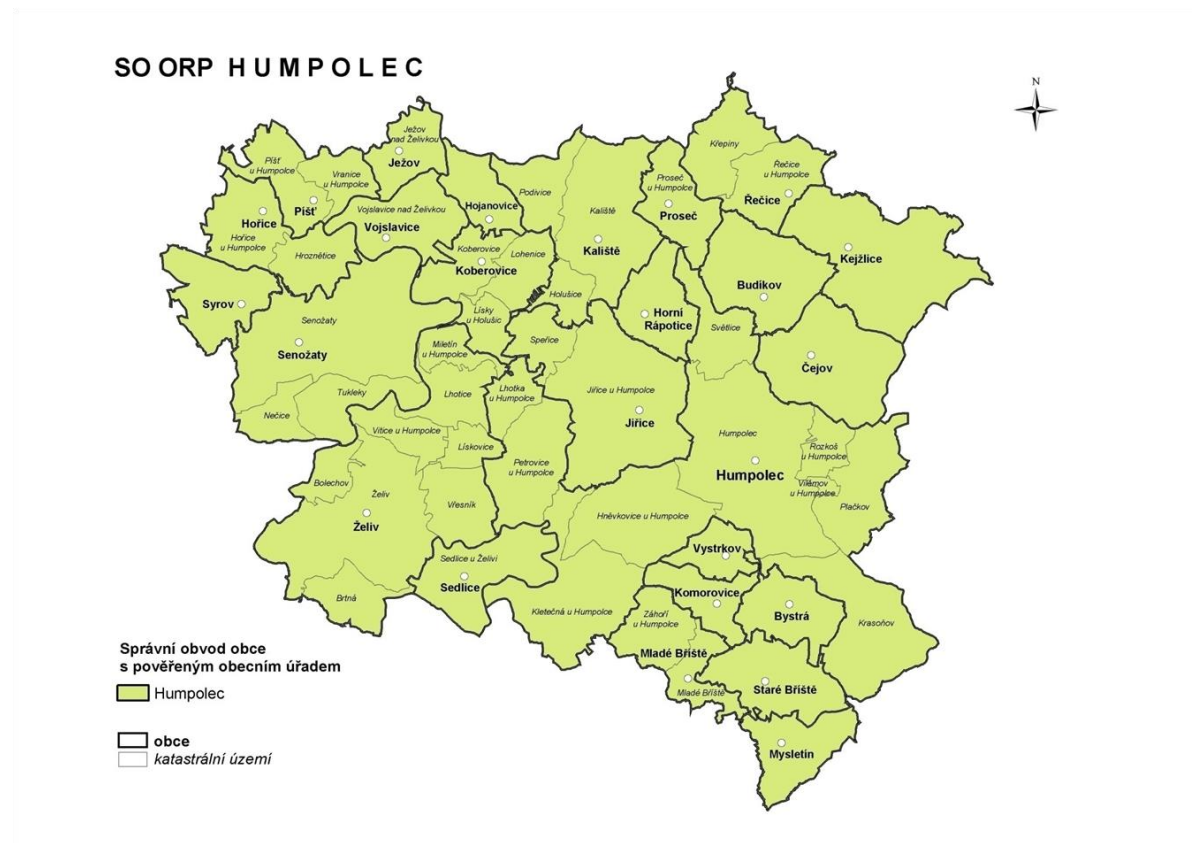 SO ORP HUMPOLEC
N
Ježov
nad Želivkou
Ježov
Píšť
u Humpolce
Vranice
u Humpolce
Píšť
Hořice
Hořice
u Humpolce
Hroznětice
Vojslavice nad Želivkou
Vojslavice
Hojanovice
Podivice
Kaliště
Kaliště
Proseč
u Humpolce
Proseč
Křepiny
Řečice
u Humpolce
Řečice
Kejžlice
Koberovice
Koberovice
Lohenice
Holušice
Budíkov
Syrov
Senožaty
Senožaty
Lísky
u Holušic
Horní
Rápotice
Světlice
Miletín
u Humpolce
Speřice
Čejov
Tukleky
Nečice
Lhotice
Lhotka
u Humpolce
Jiřice u Humpolce
Jiřice
Vitice u Humpolce
Lískovice
Petrovice
u Humpolce
Humpolec
Humpolec
Rozkoš
u Humpolce
Vilémov
u Humpolce
Plačkov
Bolechov
Želiv
Želiv
Vřesník
Hněvkovice u Humpolce
Vystrkov
Sedlice u Želivi
Sedlice
Brtná
Kletečná u Humpolce
Komorovice
Záhoří
u Humpolce
Bystrá
Krasoňov
Mladé Bříště
Mladé Bříště
Staré Bříště
Mysletín
Správní obvod obce
s pověřeným obecním úřadem
Humpolec
obce
katastrální území